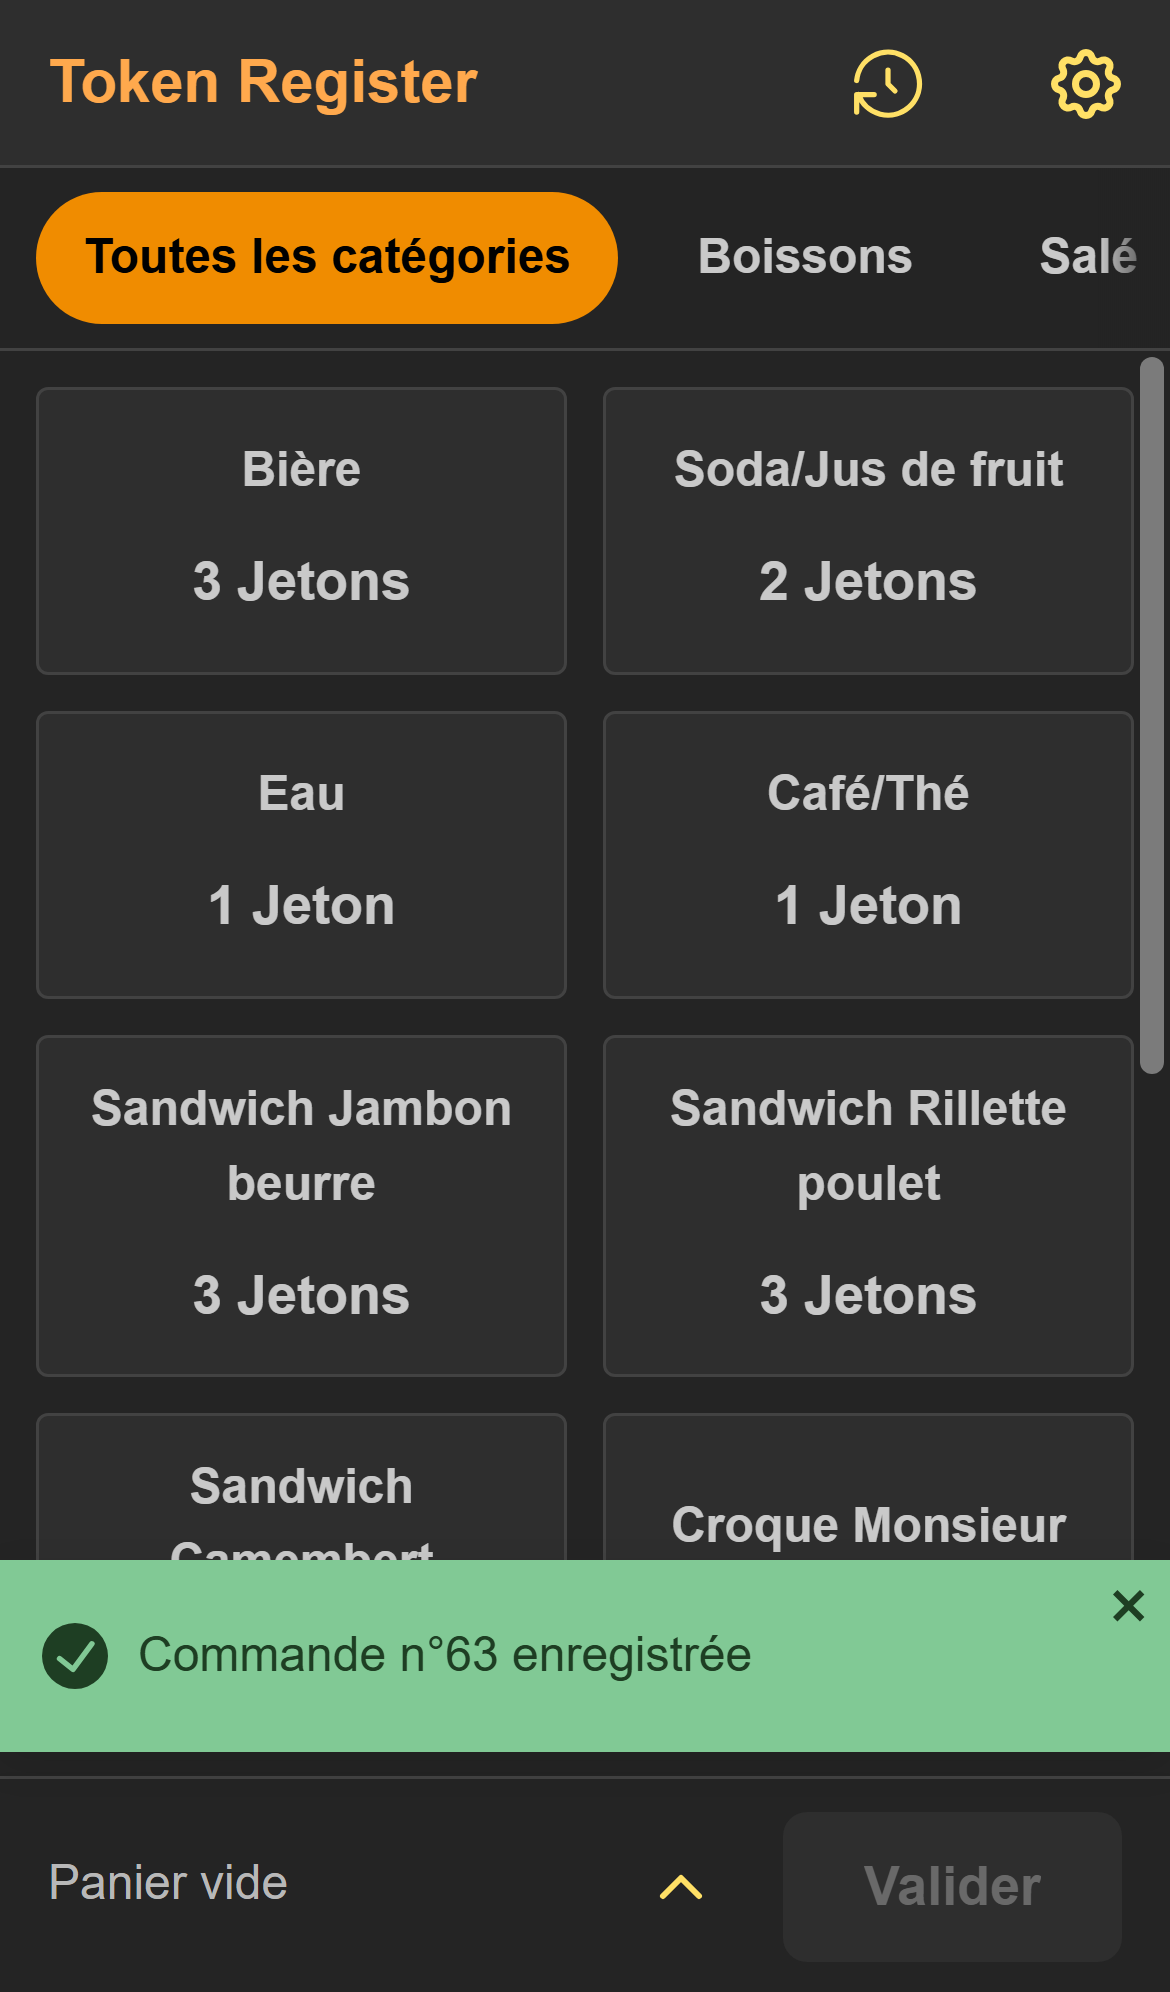 Token Register
Toutes les catégories
Boissons
Salé
Bière
3 Jetons
Soda/Jus de fruit
2 Jetons
Eau
1 Jeton
Café/Thé
1 Jeton
Sandwich Jambon
beurre
3 Jetons
Sandwich Rillette
poulet
3 Jetons
Sandwich
Camembert
Croque Monsieur
Commande n°63 enregistrée
Panier vide
Valider